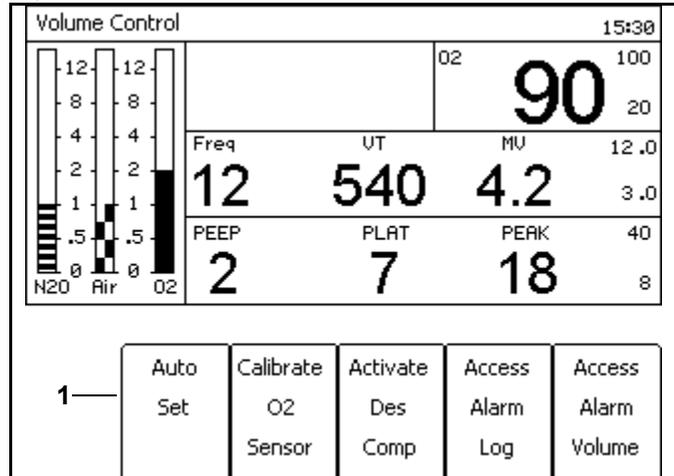 Volume Control 15:30
12 12
8 8
4 4
2 2
1 1
.5 .5
0 0
N2O Air O2
O2 90 100
20
Freq VT MV 12.0
12 540 4.2 3.0
PEEP PLAT PEAK 40
2 7 18 8
1
Auto Set
Calibrate O2 Sensor
Activate Des Comp
Access Alarm Log
Access Alarm Volume